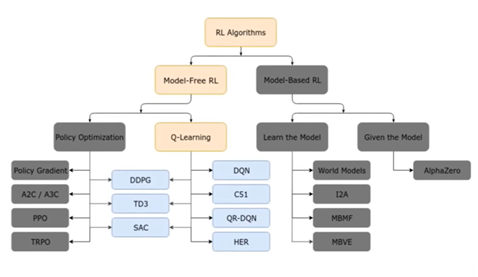 RL Algorithms
Model-Free RL
Model-Based RL
Policy Optimization
Q-Learning
Learn the Model
Given the Model
Policy Gradient
DDPG
DQN
World Models
AlphaZero
A2C / A3C
TD3
C51
I2A
PPO
SAC
QR-DQN
MBMF
TRPO
HER
MBVE